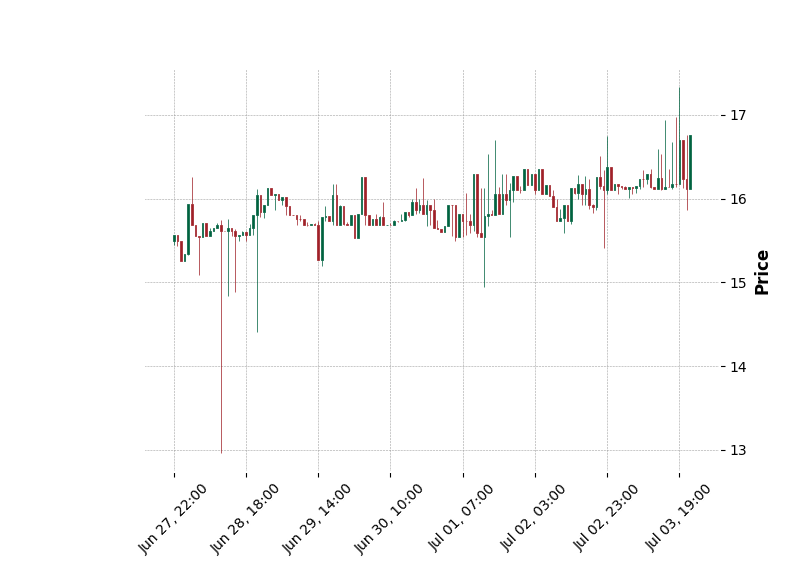 17
16
15
14
13
Price
Jun 27, 22:00
Jun 28, 18:00
Jun 29, 14:00
Jun 30, 10:00
Jul 01, 07:00
Jul 02, 03:00
Jul 02, 23:00
Jul 03, 19:00